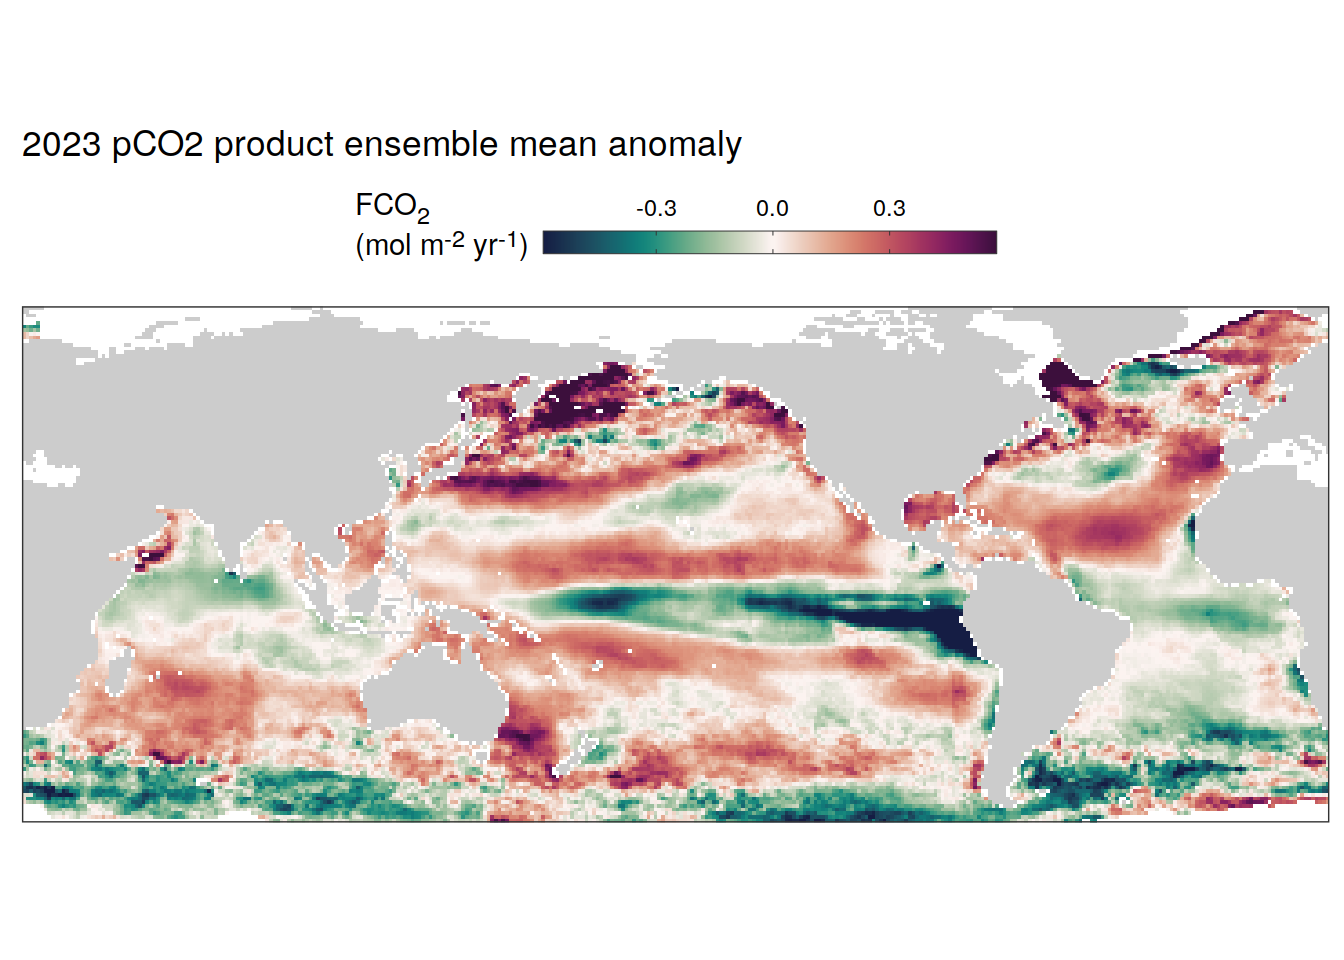 2023 pCO2 product ensemble mean anomaly
FCO₂
(mol m⁻² yr⁻¹)
-0.3 0.0 0.3